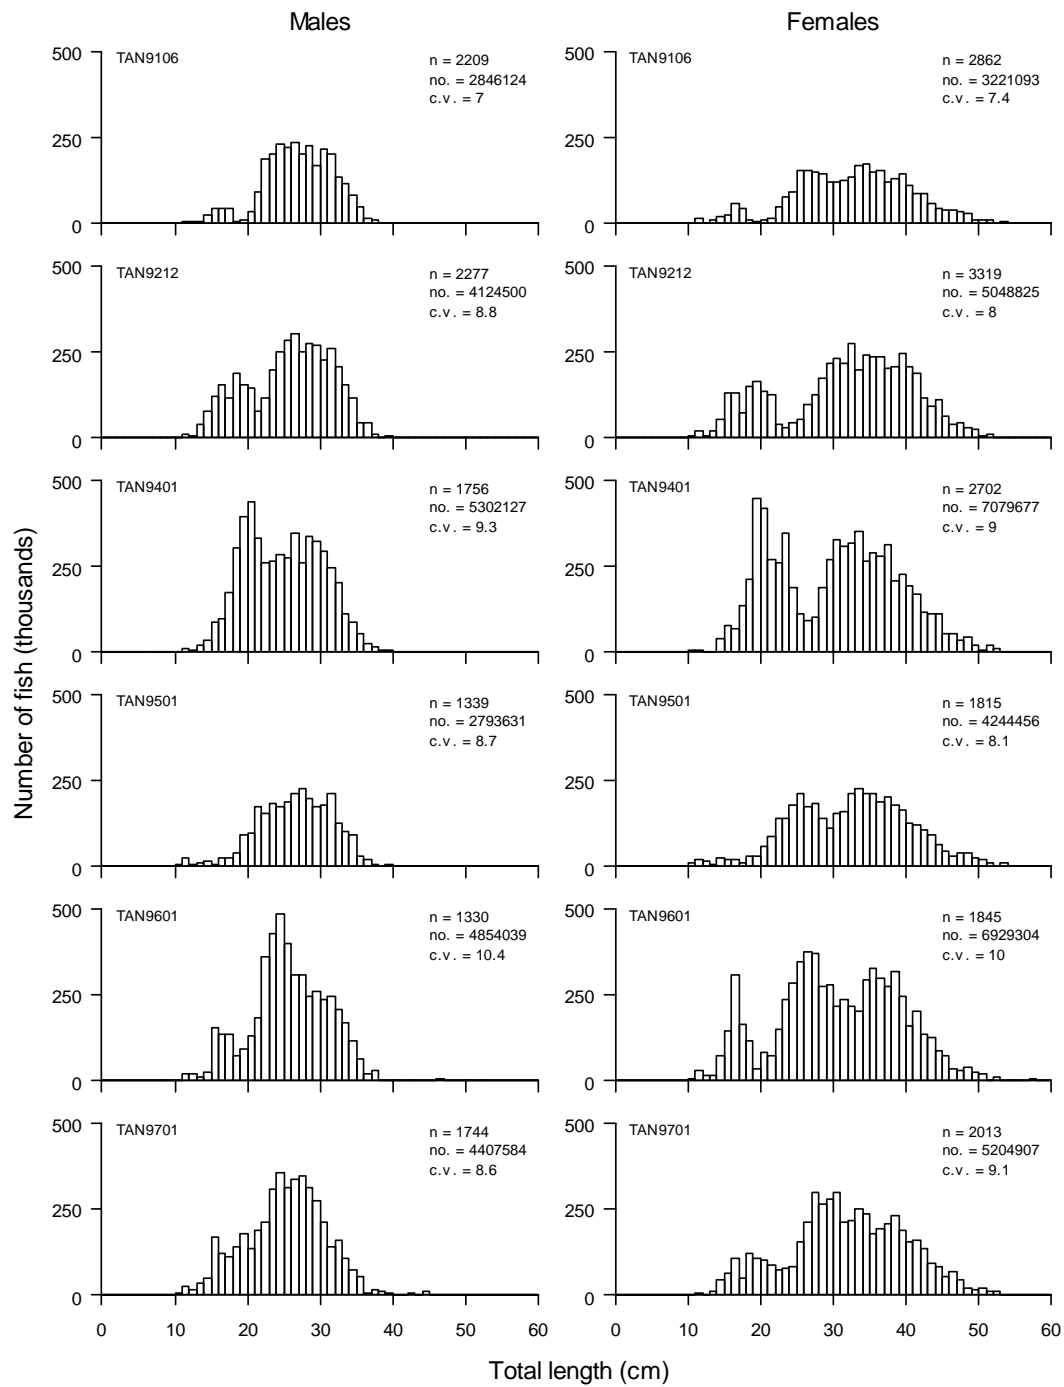 Males
Females
500
250
0
TAN9106
n = 2209
no. = 2846124
c.v. = 7
500
250
0
TAN9106
n = 2862
no. = 3221093
c.v. = 7.4
500
250
0
TAN9212
n = 2277
no. = 4124500
c.v. = 8.8
500
250
0
TAN9212
n = 3319
no. = 5048825
c.v. = 8
500
250
0
TAN9401
n = 1756
no. = 5302127
c.v. = 9.3
500
250
0
TAN9401
n = 2702
no. = 7079677
c.v. = 9
Number of fish (thousands)
500
250
0
TAN9501
n = 1339
no. = 2793631
c.v. = 8.7
500
250
0
TAN9501
n = 1815
no. = 4244456
c.v. = 8.1
500
250
0
TAN9601
n = 1330
no. = 4854039
c.v. = 10.4
500
250
0
TAN9601
n = 1845
no. = 6929304
c.v. = 10
500
250
0
TAN9701
n = 1744
no. = 4407584
c.v. = 8.6
500
250
0
TAN9701
n = 2013
no. = 5204907
c.v. = 9.1
0 10 20 30 40 50 60
0 10 20 30 40 50 60
Total length (cm)